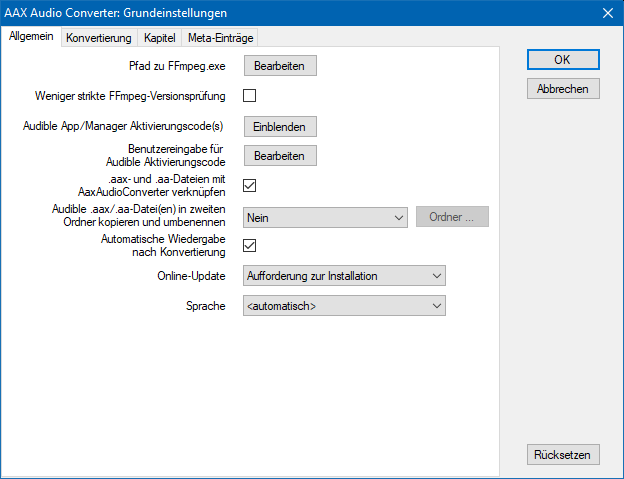 AAX Audio Converter: Grundeinstellungen
Allgemein Konvertierung Kapitel Meta-Einträge
Pfad zu FFmpeg.exe Bearbeiten
OK
Weniger strikte FFmpeg-Versionsprüfung
Abbrechen
Audible App/Manager Aktivierungscode(s) Einblenden
Benutzereingabe für
Audible Aktivierungscode
Bearbeiten
.aax- und .aa-Dateien mit
AaxAudioConverter verknüpfen
Audible .aax/.aa-Datei(en) in zweiten
Ordner kopieren und umbenennen
Nein Ordner ...
Automatische Wiedergabe
nach Konvertierung
Online-Update Aufforderung zur Installation
Sprache <automatisch>
Rücksetzen